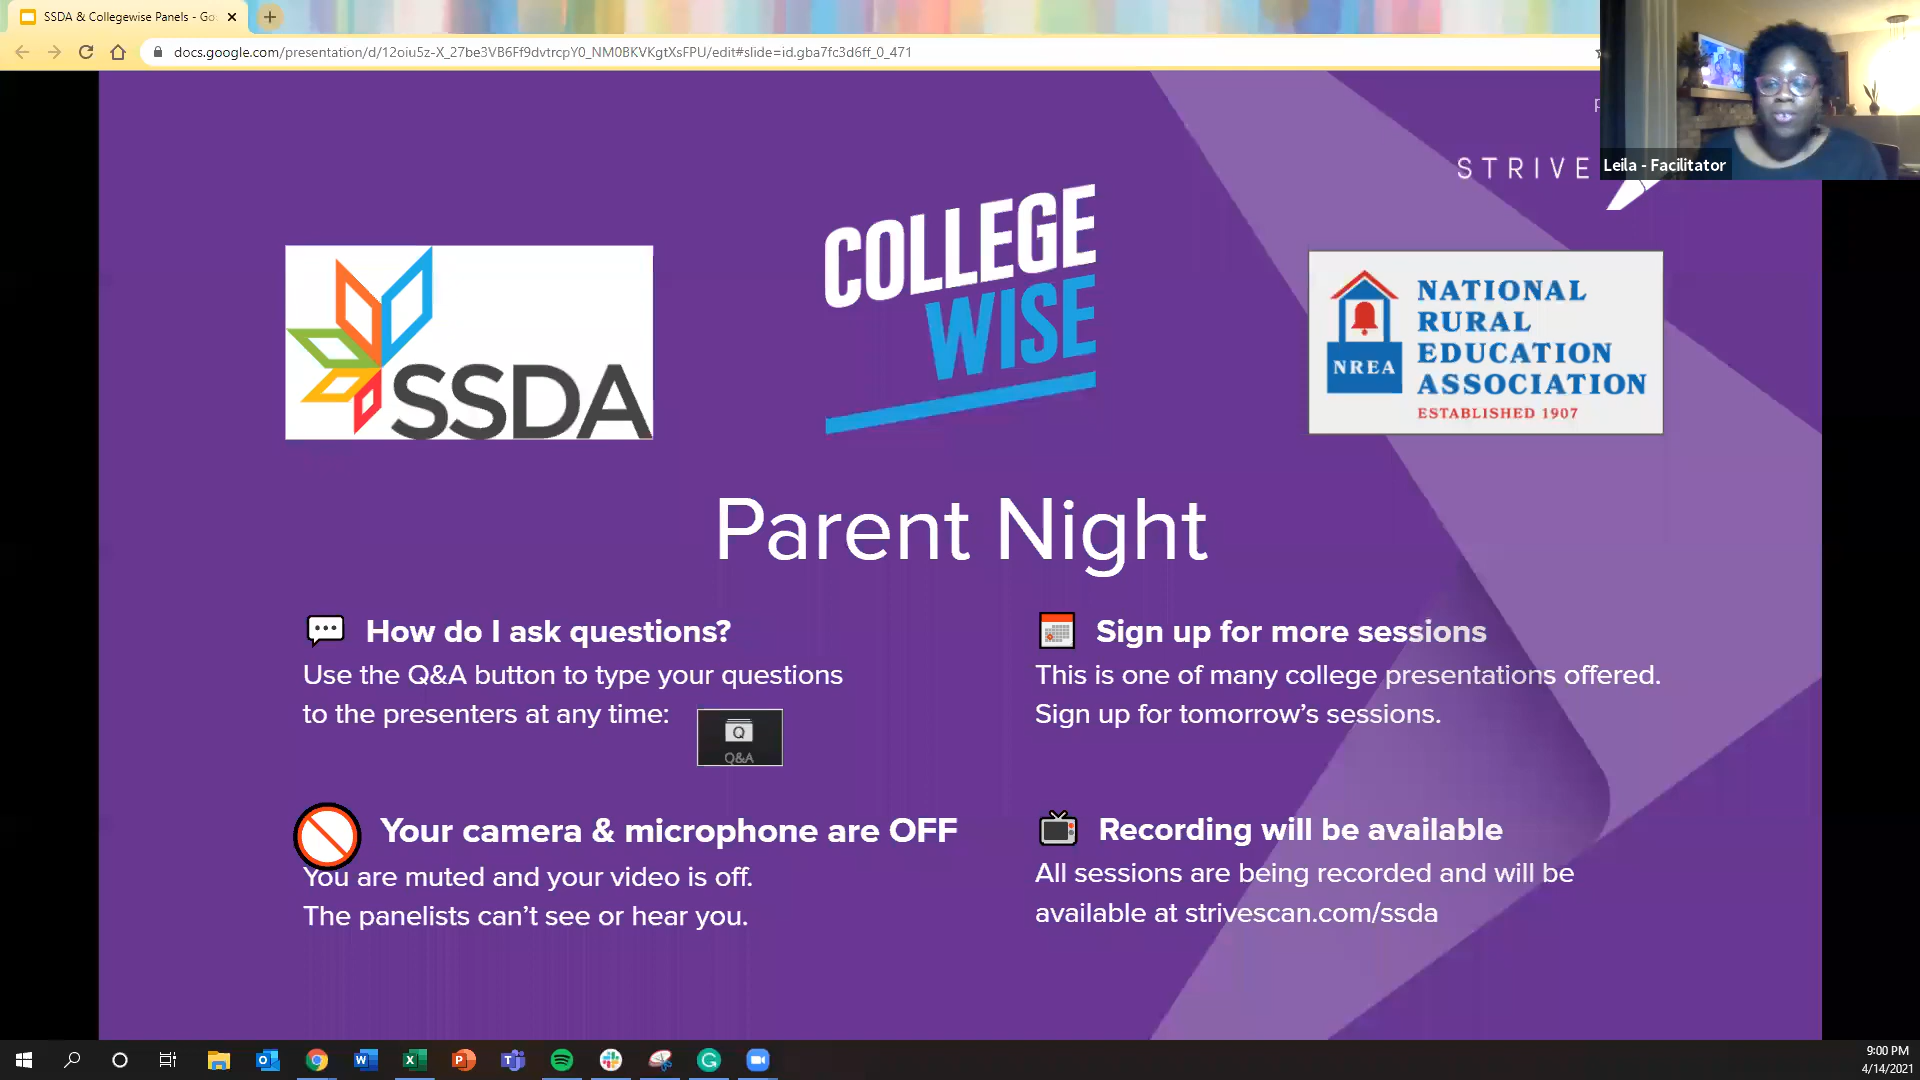 SSDA & Collegewise Panels - Go
docs.google.com/presentation/d/12oiu5z-X_27be3VB6Ff9dvtrcpY0_NM0BKVKgtXsFPU/edit#slide=id.gba7fc3d6ff_0_471
STRIVE
Leila - Facilitator
SSDA
COLLEGE
WISE
NREA
NATIONAL
RURAL
EDUCATION
ASSOCIATION
ESTABLISHED 1907
Parent Night
How do I ask questions?
Use the Q&A button to type your questions
to the presenters at any time:
Q
Q&A
Sign up for more sessions
This is one of many college presentations offered.
Sign up for tomorrow's sessions.
Your camera & microphone are OFF
You are muted and your video is off.
The panelists can't see or hear you.
Recording will be available
All sessions are being recorded and will be
available at strivescan.com/ssda
9:00 PM
4/14/2021